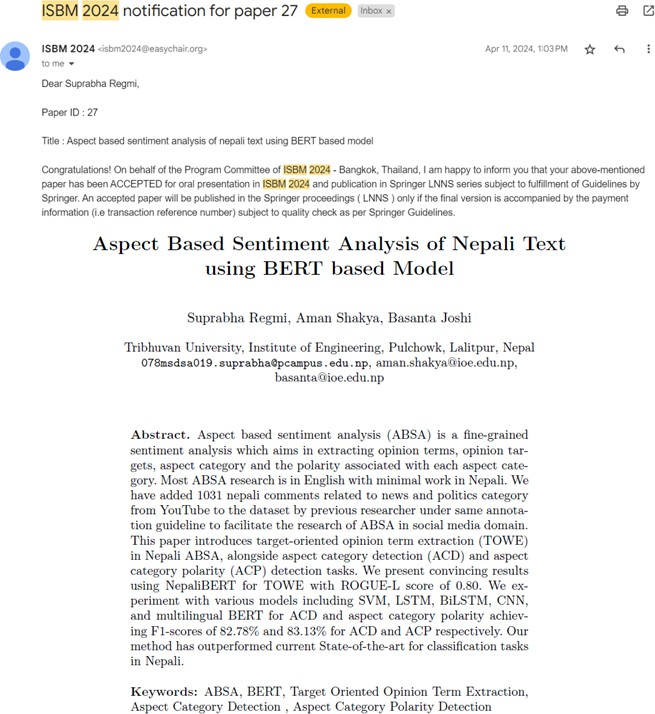 ISBM 2024 notification for paper 27 External Inbox ×
ISBM 2024 <isbm2024@easychair.org> Apr 11, 2024, 1:03 PM
to me
Dear Suprabha Regmi,
Paper ID : 27
Title : Aspect based sentiment analysis of nepali text using BERT based model
Congratulations! On behalf of the Program Committee of ISBM 2024 - Bangkok, Thailand, I am happy to inform you that your above-mentioned
paper has been ACCEPTED for oral presentation in ISBM 2024 and publication in Springer LNNS series subject to fulfillment of Guidelines by
Springer. An accepted paper will be published in the Springer proceedings ( LNNS ) only if the final version is accompanied by the payment
information (i.e transaction reference number) subject to quality check as per Springer Guidelines.
Aspect Based Sentiment Analysis of Nepali Text
using BERT based Model
Suprabha Regmi, Aman Shakya, Basanta Joshi
Tribhuvan University, Institute of Engineering, Pulchowk, Lalitpur, Nepal
078msdsa019.suprabha@pcampus.edu.np, aman.shakya@ioe.edu.np,
basanta@ioe.edu.np
Abstract. Aspect based sentiment analysis (ABSA) is a fine-grained
sentiment analysis which aims in extracting opinion terms, opinion tar-
gets, aspect category and the polarity associated with each aspect cate-
gory. Most ABSA research is in English with minimal work in Nepali. We
have added 1031 nepali comments related to news and politics category
from YouTube to the dataset by previous researcher under same annota-
tion guideline to facilitate the research of ABSA in social media domain.
This paper introduces target-oriented opinion term extraction (TOWE)
in Nepali ABSA, alongside aspect category detection (ACD) and aspect
category polarity (ACP) detection tasks. We present convincing results
using NepaliBERT for TOWE with ROGUE-L score of 0.80. We ex-
periment with various models including SVM, LSTM, BiLSTM, CNN,
and multilingual BERT for ACD and aspect category polarity achiev-
ing F1-scores of 82.78% and 83.13% for ACD and ACP respectively. Our
method has outperformed current State-of-the-art for classification tasks
in Nepali.
Keywords: ABSA, BERT, Target Oriented Opinion Term Extraction,
Aspect Category Detection , Aspect Category Polarity Detection